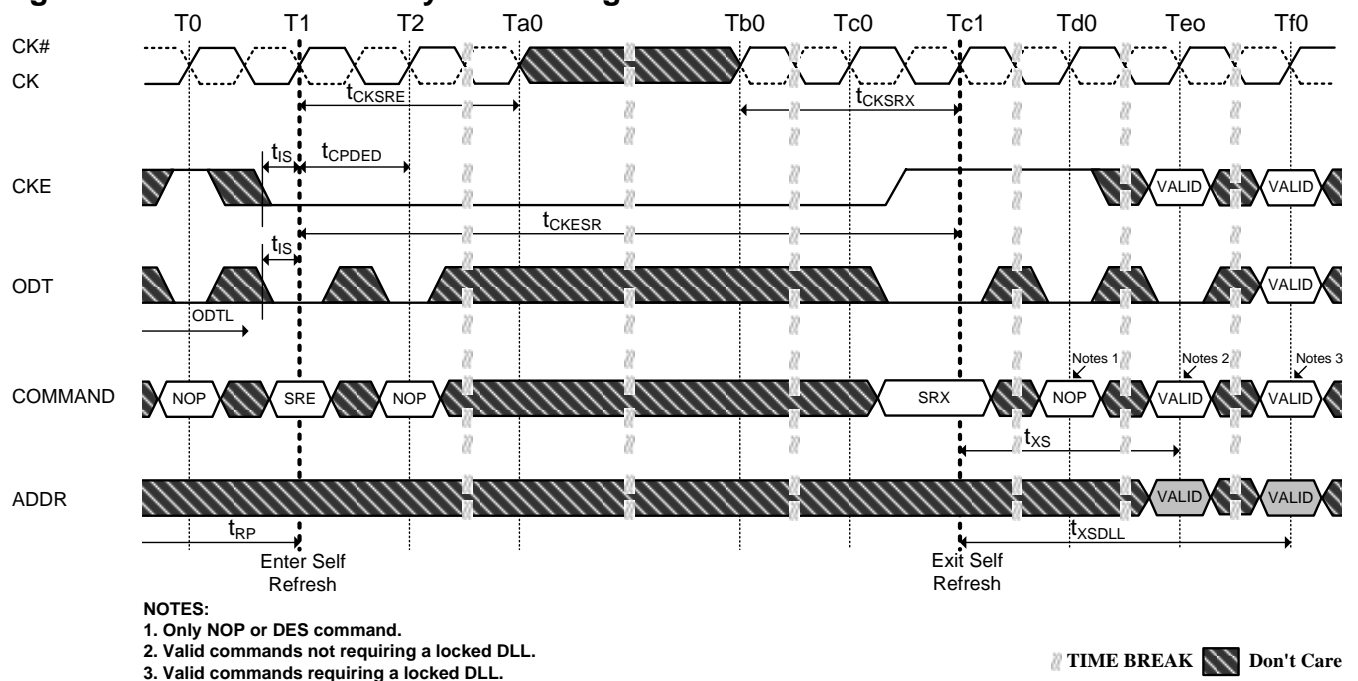 T0 T1 T2 Ta0 Tb0 Tc0 Tc1 Td0 Teo Tf0
CK#
CK
tCKSRE tCKSRX
tIS tCPDED
CKE VALID VALID
tCKESR
tIS
ODT VALID
ODTL
Notes 1 Notes 2 Notes 3
COMMAND NOP SRE NOP SRX NOP VALID VALID
tXS
ADDR VALID VALID
tRP tXSDLL
Enter Self
Refresh
Exit Self
Refresh
NOTES:
1. Only NOP or DES command.
2. Valid commands not requiring a locked DLL.
3. Valid commands requiring a locked DLL.
TIME BREAK Don't Care